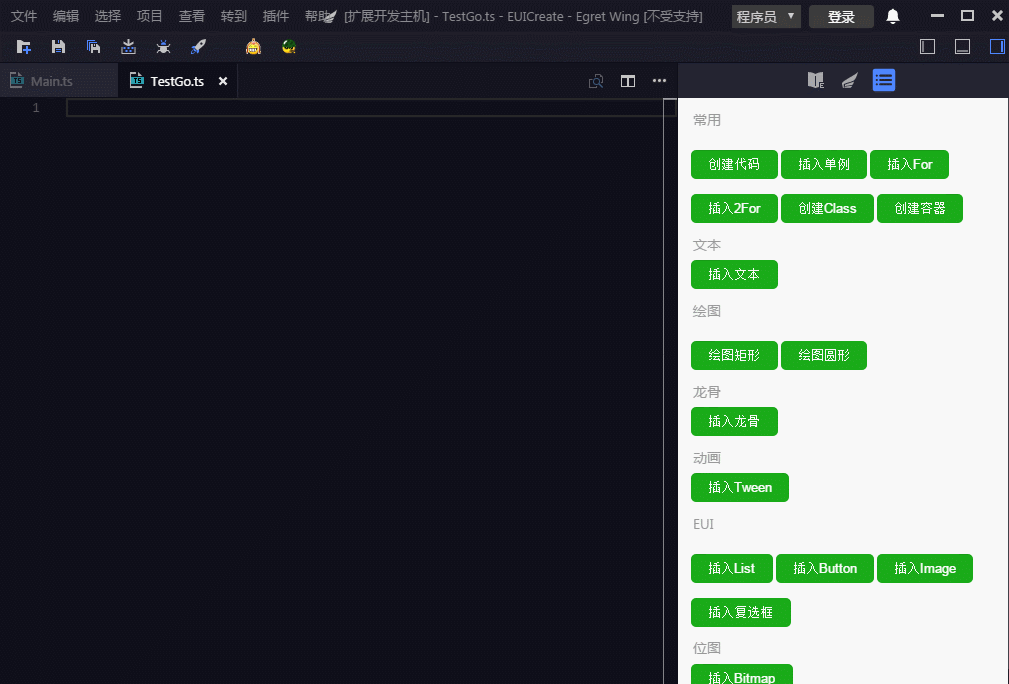 文件 编辑 选择 项目 查看 转到 插件 帮助 [扩展开发主机] - TestGo.ts - EUICreate - Egret Wing [不受支持] 程序员 登录
Main.ts TestGo.ts
1
常用
创建代码 插入单例 插入For
插入2For 创建Class 创建容器
文本
插入文本
绘图
绘图矩形 绘图圆形
龙骨
插入龙骨
动画
插入Tween
EUI
插入List 插入Button 插入Image
插入复选框
位图
插入Bitmap